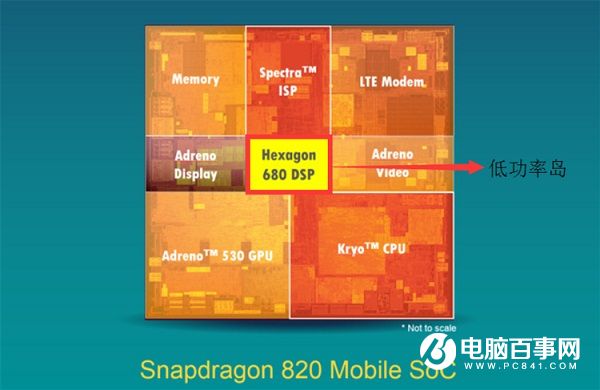 Memory
Spectra™
ISP
LTE Modem
Adreno
Display
Hexagon
680 DSP
Adreno
Video
低功率岛
Adreno™ 530 GPU
Kryo™ CPU
* Not to scale
Snapdragon 820 Mobile SoC
电脑百事网
WWW.PC841.COM